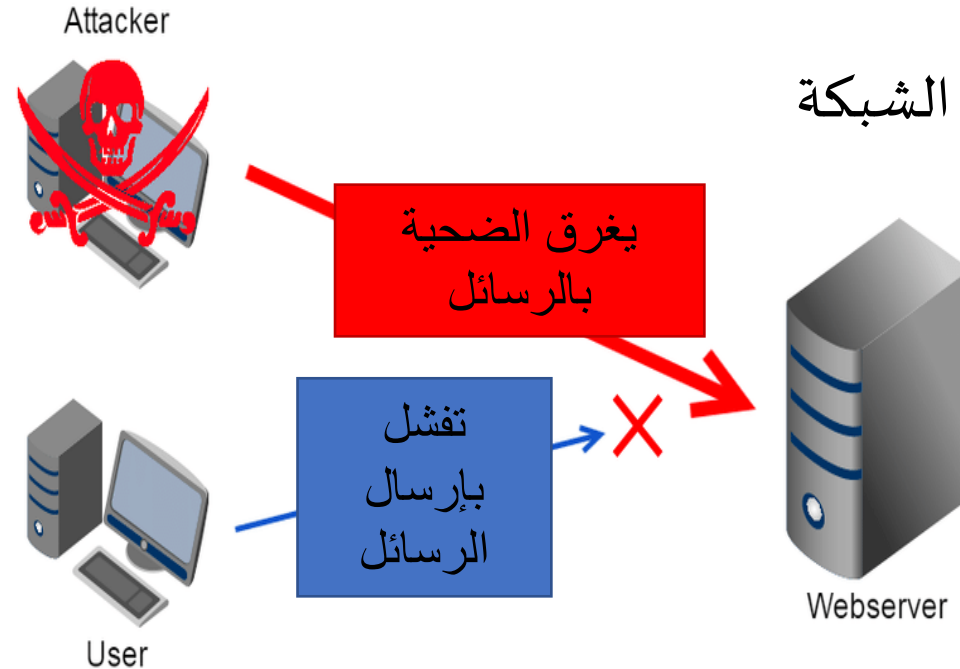 Attacker
الشبكة
يغرق الضحية
بالرسائل
تفشل
بإرسال
الرسائل
Webserver
User